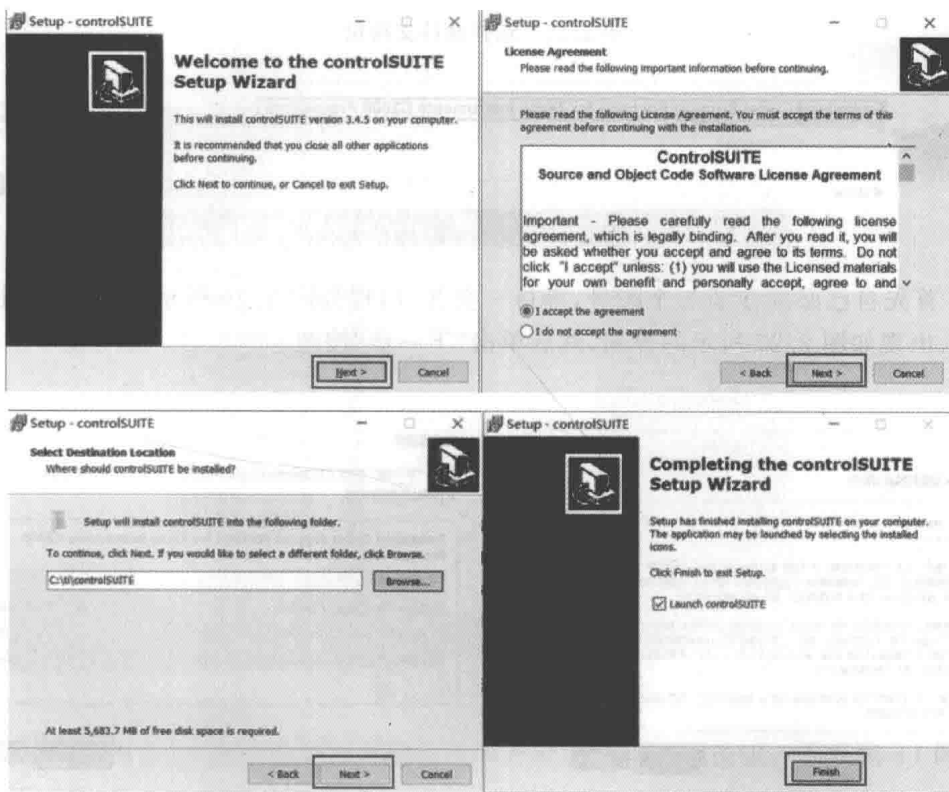 Setup - controlSUITE
Welcome to the controlSUITE
Setup Wizard
This will install controlSUITE version 3.4.5 on your computer.
It is recommended that you close all other applications
before continuing.
Click Next to continue, or Cancel to exit Setup.
Next >
Cancel
Setup - controlSUITE
License Agreement
Please read the following important information before continuing.
Please read the following License Agreement. You must accept the terms of this
agreement before continuing with the installation.
ControlSUITE
Source and Object Code Software License Agreement
Important - Please carefully read the following license
agreement, which is legally binding. After you read it, you will
be asked whether you accept and agree to its terms. Do not
click "I accept" unless: (1) you will use the Licensed materials
for your own benefit and personally accept, agree to and
I accept the agreement
I do not accept the agreement
< Back
Next >
Cancel
Setup - controlSUITE
Select Destination Location
Where should controlSUITE be installed?
Setup will install controlSUITE into the following folder.
To continue, click Next. If you would like to select a different folder, click Browse.
C:\ti\controlSUITE
Browse...
At least 5,683.7 MB of free disk space is required.
< Back
Next >
Cancel
Setup - controlSUITE
Completing the controlSUITE
Setup Wizard
Setup has finished installing controlSUITE on your computer.
The application may be launched by selecting the installed
icons.
Click Finish to exit Setup.
Launch controlSUITE
Finish